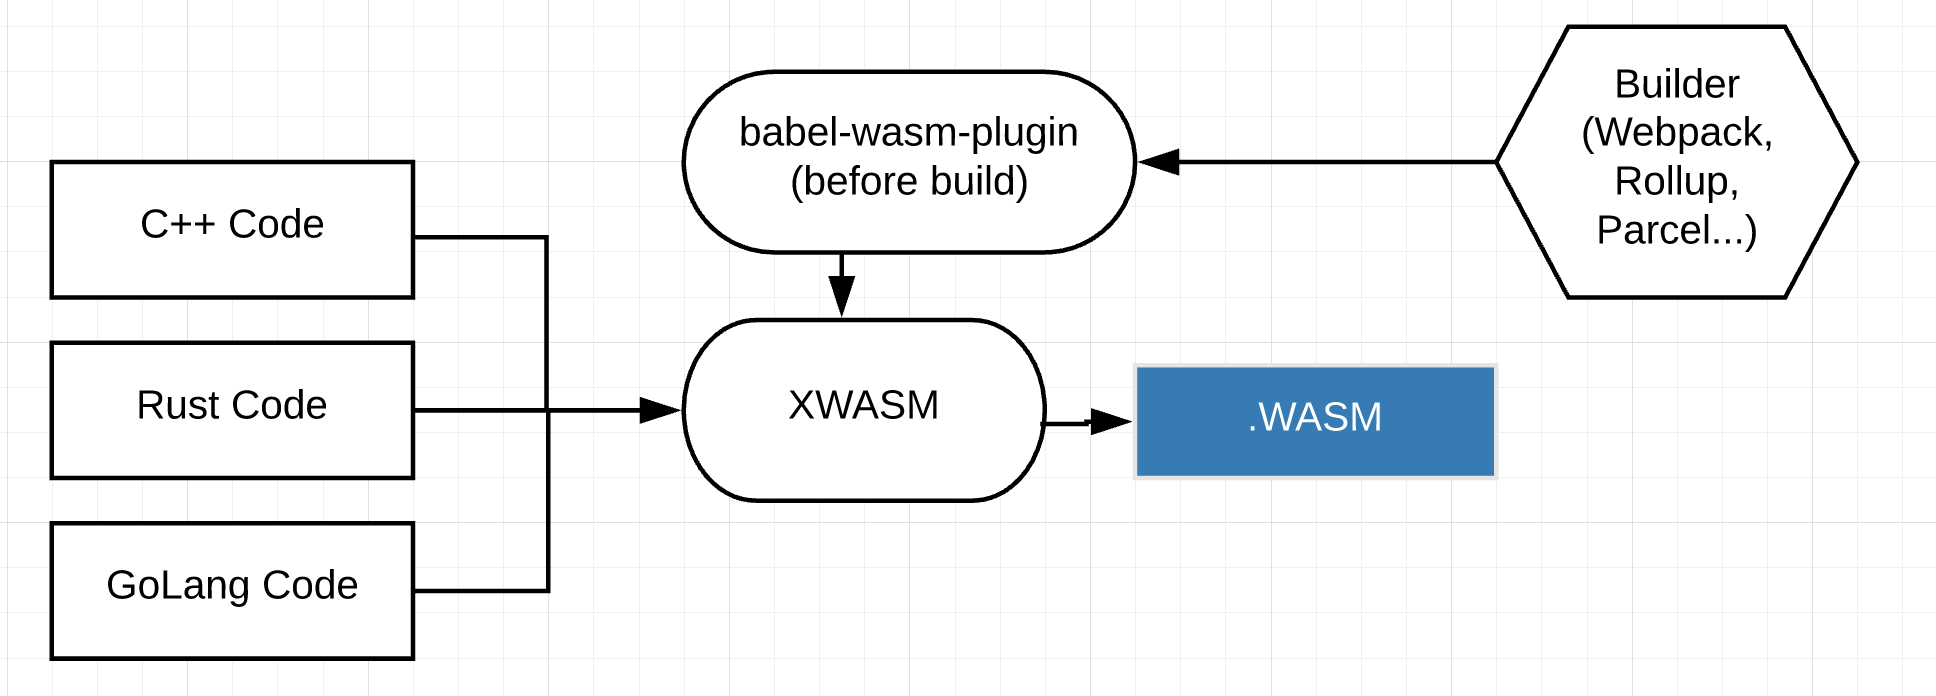 babel-wasm-plugin
(before build)
Builder
(Webpack,
Rollup,
Parcel...)
C++ Code
Rust Code
GoLang Code
XWASM
.WASM